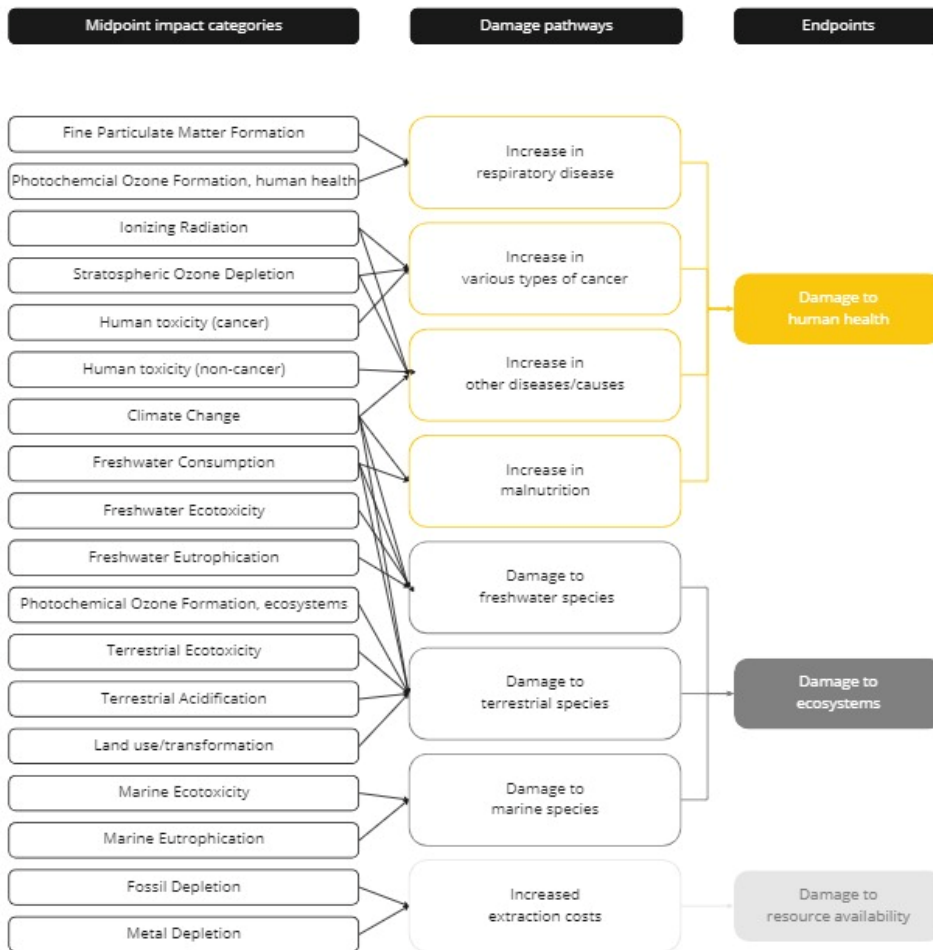 Midpoint impact categories
Damage pathways
Endpoints
Fine Particulate Matter Formation
Photochemcial Ozone Formation, human health
Ionizing Radiation
Stratospheric Ozone Depletion
Human toxicity (cancer)
Human toxicity (non-cancer)
Climate Change
Freshwater Consumption
Freshwater Ecotoxicity
Freshwater Eutrophication
Photochemical Ozone Formation, ecosystems
Terrestrial Ecotoxicity
Terrestrial Acidification
Land use/transformation
Marine Ecotoxicity
Marine Eutrophication
Fossil Depletion
Metal Depletion
Increase in
respiratory disease
Increase in
various types of cancer
Increase in
other diseases/causes
Increase in
malnutrition
Damage to
freshwater species
Damage to
terrestrial species
Damage to
marine species
Increased
extraction costs
Damage to
human health
Damage to
ecosystems
Damage to
resource availability